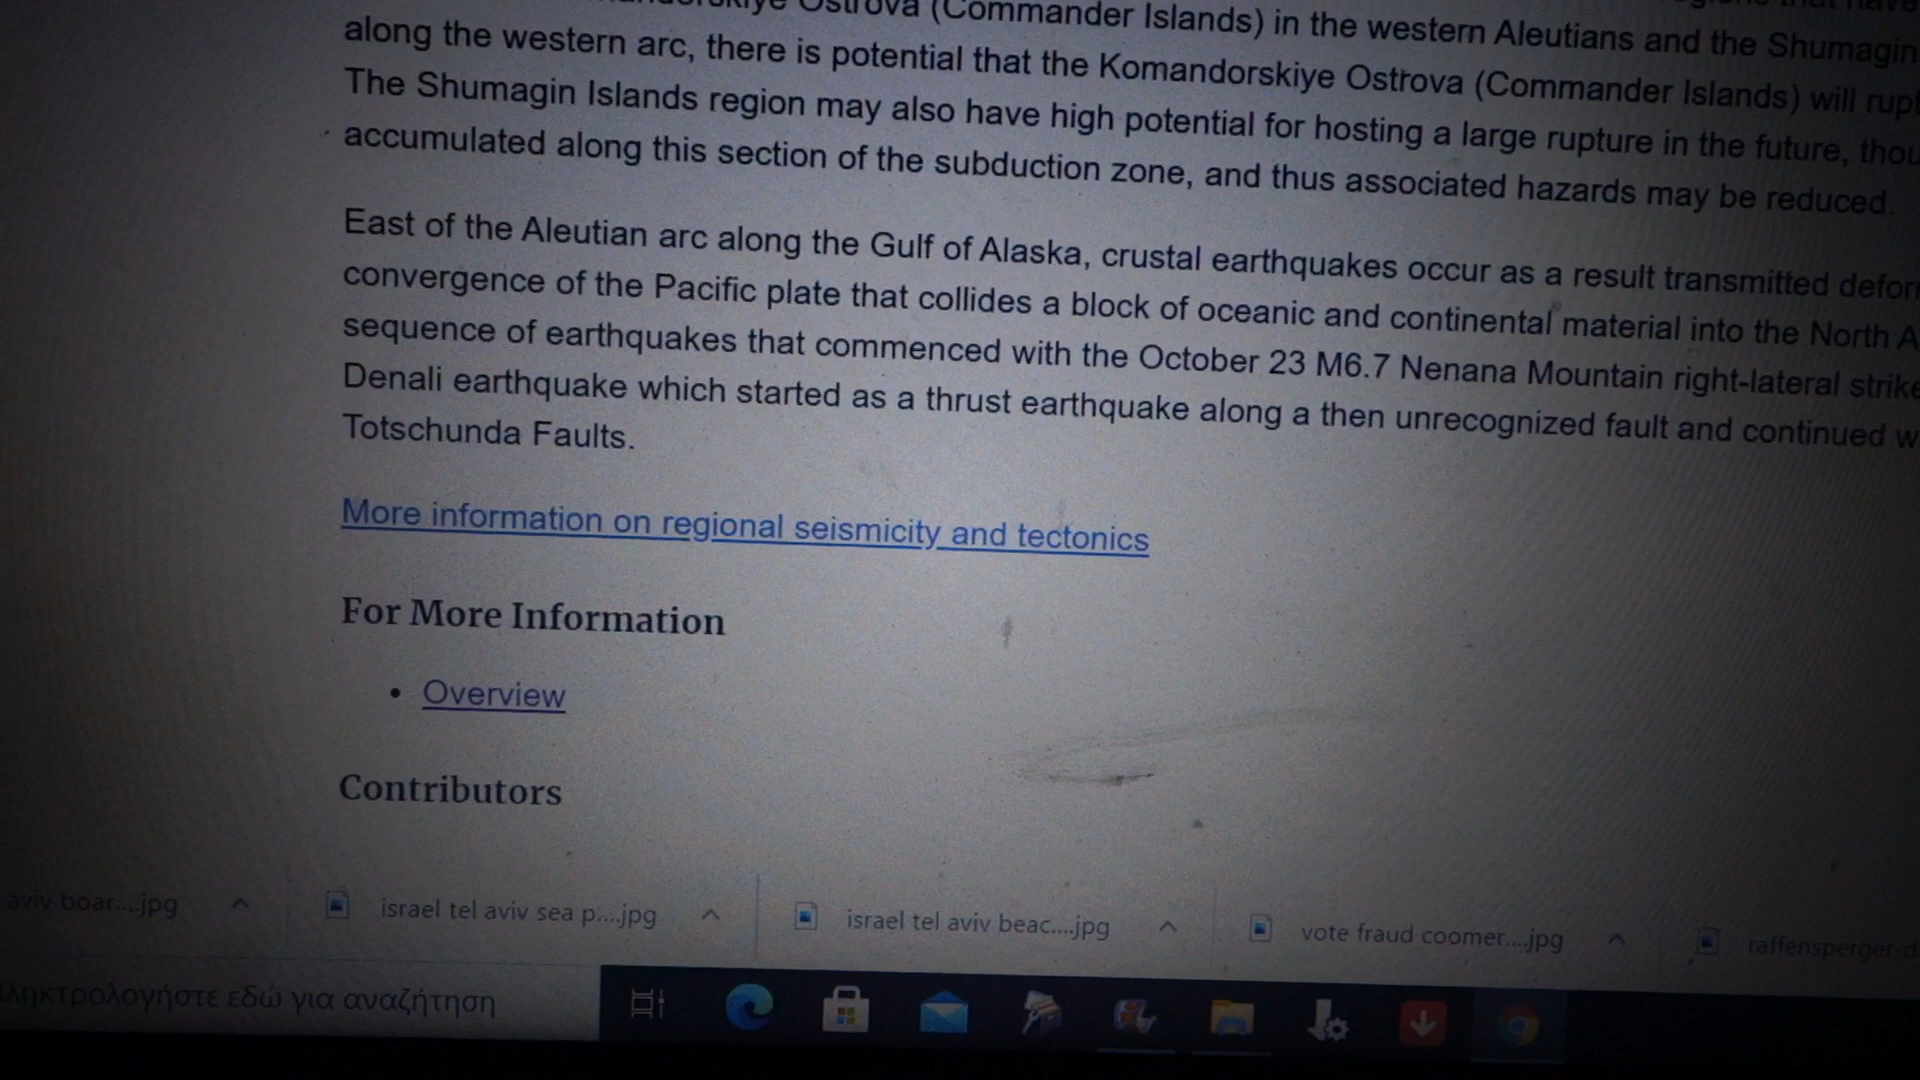 Ostrova (Commander Islands) in the western Aleutians and the Shumagin
along the western arc, there is potential that the Komandorskiye Ostrova (Commander Islands) will rup
The Shumagin Islands region may also have high potential for hosting a large rupture in the future, thou
accumulated along this section of the subduction zone, and thus associated hazards may be reduced.
East of the Aleutian arc along the Gulf of Alaska, crustal earthquakes occur as a result transmitted defor
convergence of the Pacific plate that collides a block of oceanic and continental material into the North A
sequence of earthquakes that commenced with the October 23 M6.7 Nenana Mountain right-lateral strike
Denali earthquake which started as a thrust earthquake along a then unrecognized fault and continued w
Totschunda Faults.
More information on regional seismicity and tectonics
For More Information
• Overview
Contributors
aviv boar....jpg
israel tel aviv sea p....jpg
israel tel aviv beac....jpg
vote fraud coomer....jpg
raffensperger-d
ληκτρολογήστε εδώ για αναζήτηση